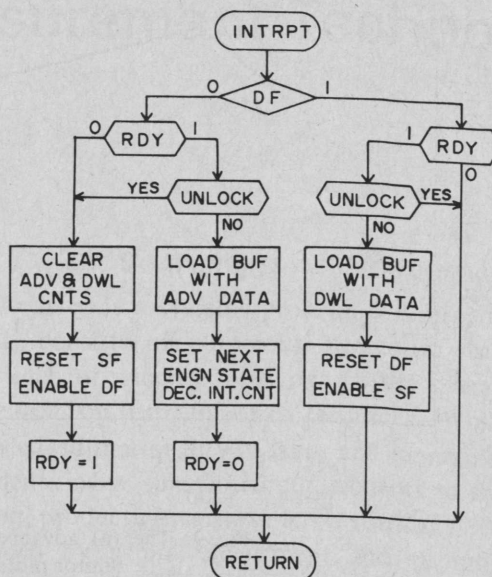 INTRPT
0
DF
1
0
RDY
1
1
RDY
0
YES
UNLOCK
NO
UNLOCK
YES
NO
CLEAR
ADV & DWL
CNTS
LOAD BUF
WITH
ADV DATA
LOAD BUF
WITH
DWL DATA
RESET SF
ENABLE DF
SET NEXT
ENGN STATE
DEC. INT. CNT
RESET DF
ENABLE SF
RDY = 1
RDY=0
RETURN